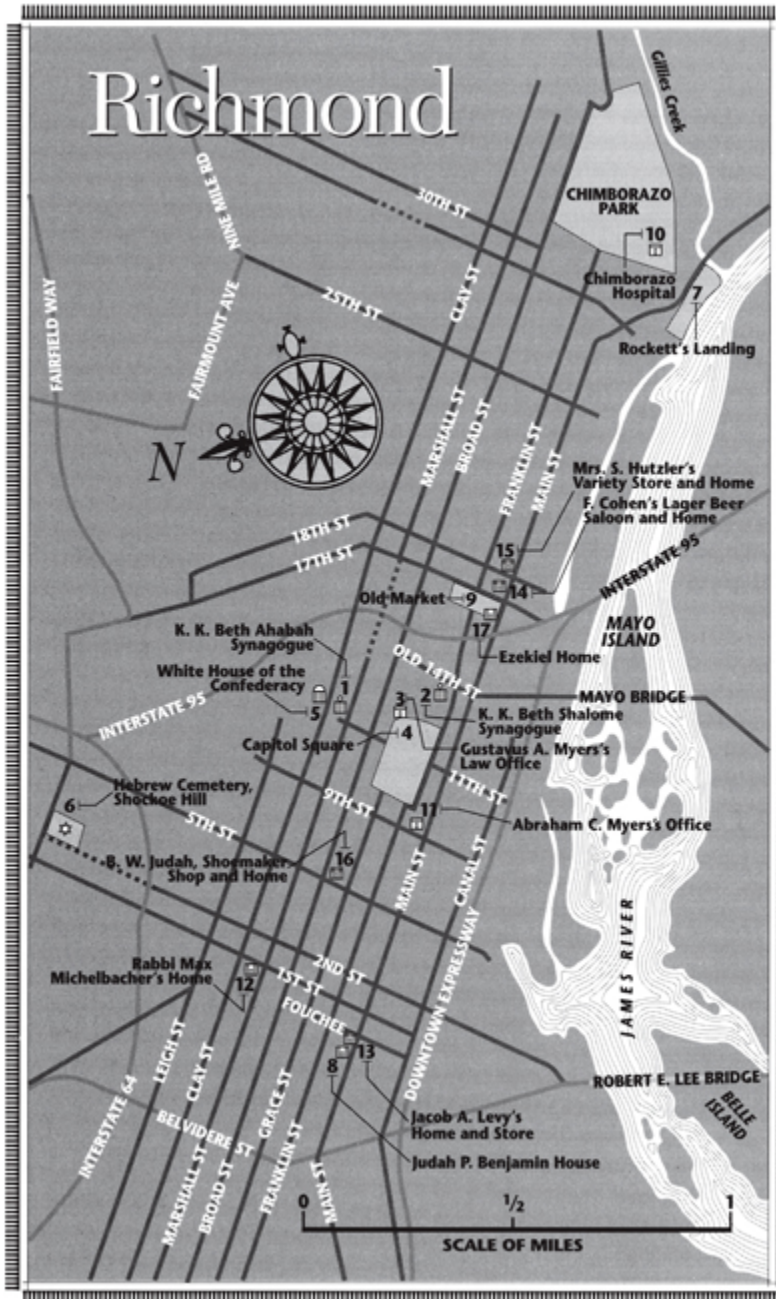 Richmond
Gillies Creek
NINE MILE RD
30TH ST
CHIMBORAZO
PARK
10
Chimborazo
Hospital
7
Rockett's Landing
FAIRFIELD WAY
FAIRMOUNT AVE
25TH ST
CLAY ST
MARSHALL ST
BROAD ST
FRANKLIN ST
MAIN ST
N
Mrs. S. Hutzler's
Variety Store and Home
F. Cohen's Lager Beer
Saloon and Home
18TH ST
17TH ST
15
14
INTERSTATE 95
Old Market
9
17
MAYO
ISLAND
Ezekiel Home
K. K. Beth Ahabah
Synagogue
1
White House of the
Confederacy
5
OLD 14TH ST
MAYO BRIDGE
INTERSTATE 95
3
2
K. K. Beth Shalome
Synagogue
Capitol Square
4
Gustavus A. Myers's
Law Office
11TH ST
Hebrew Cemetery,
Shockoe Hill
6
9TH ST
5TH ST
11
Abraham C. Myers's Office
B. W. Judah, Shoemaker
Shop and Home
16
MAIN ST
CANAL ST
DOWNTOWN EXPRESSWAY
JAMES RIVER
Rabbi Max
Michelbacher's Home
12
2ND ST
1ST ST
FOUCHEE
8
13
ROBERT E. LEE BRIDGE
BELLE
ISLAND
Jacob A. Levy's
Home and Store
Judah P. Benjamin House
LEIGH ST
CLAY ST
GRACE ST
INTERSTATE 64
BELVIDERE ST
MARSHALL ST
BROAD ST
FRANKLIN ST
MAIN ST
0
1/2
1
SCALE OF MILES